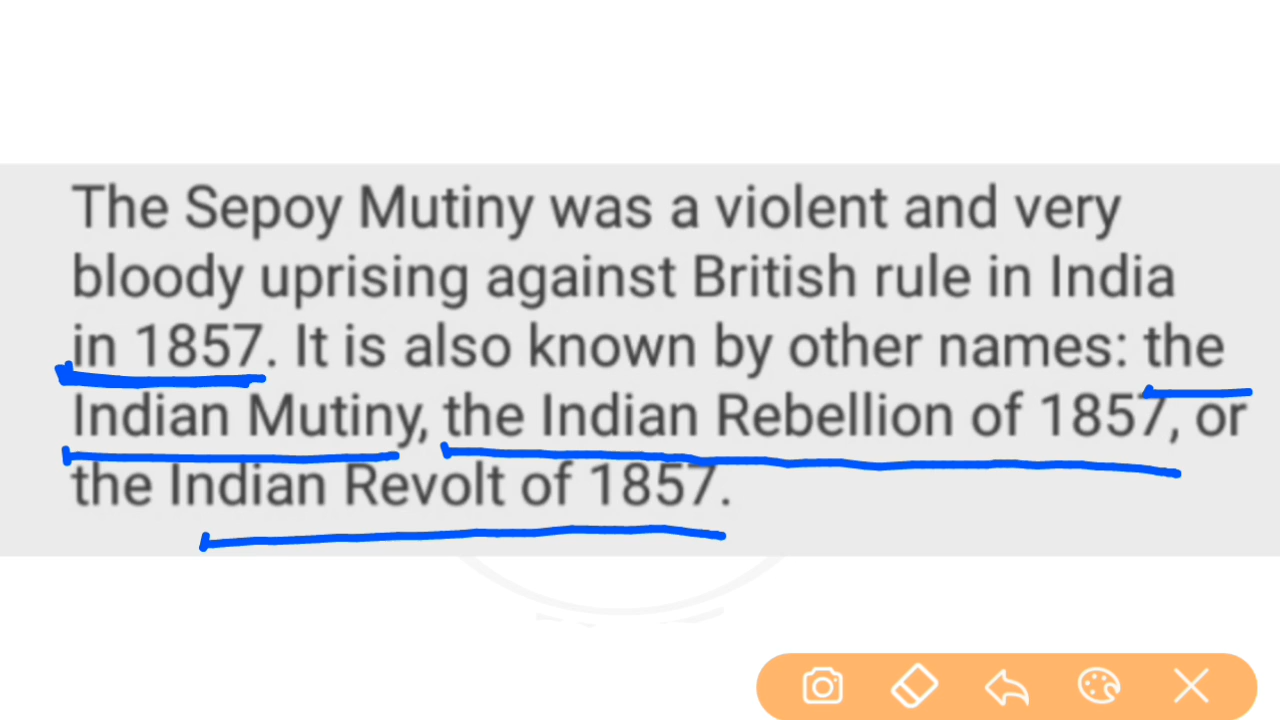 The Sepoy Mutiny was a violent and very
bloody uprising against British rule in India
in 1857. It is also known by other names: the
Indian Mutiny, the Indian Rebellion of 1857, or
the Indian Revolt of 1857.